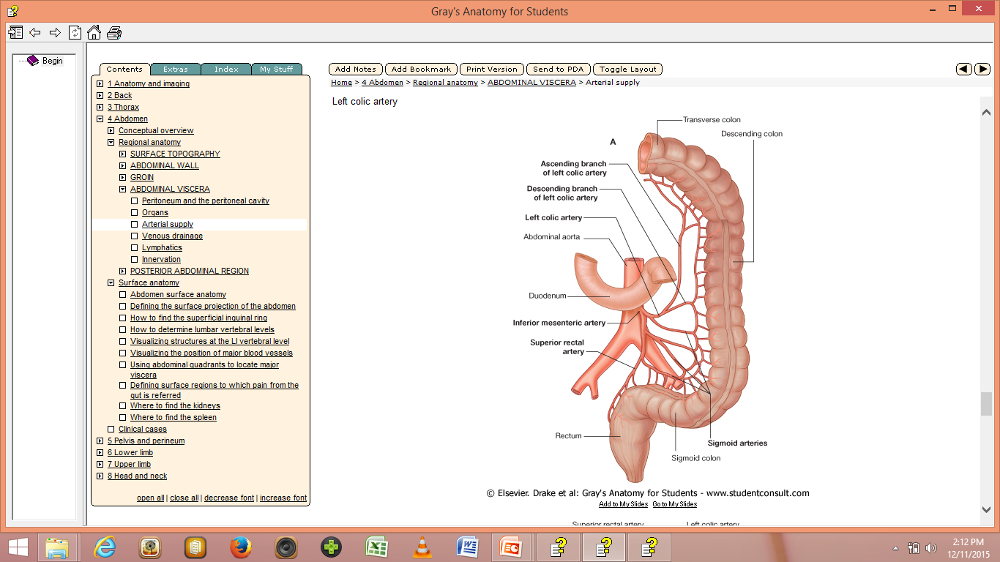 Gray's Anatomy for Students
Begin
Contents
Extras
Index
My Stuff
1 Anatomy and imaging
2 Back
3 Thorax
4 Abdomen
Conceptual overview
Regional anatomy
SURFACE TOPOGRAPHY
ABDOMINAL WALL
GROIN
ABDOMINAL VISCERA
Peritoneum and the peritoneal cavity
Organs
Arterial supply
Venous drainage
Lymphatics
Innervation
POSTERIOR ABDOMINAL REGION
Surface anatomy
Abdomen surface anatomy
Defining the surface projection of the abdomen
How to find the superficial inguinal ring
How to determine lumbar vertebral levels
Visualizing structures at the LI vertebral level
Visualizing the position of major blood vessels
Using abdominal quadrants to locate major
viscera
Defining surface regions to which pain from the
gut is referred
Where to find the kidneys
Where to find the spleen
Clinical cases
5 Pelvis and perineum
6 Lower limb
7 Upper limb
8 Head and neck
open all | close all | decrease font | increase font
Add Notes
Add Bookmark
Print Version
Send to PDA
Toggle Layout
Home > 4 Abdomen > Regional anatomy > ABDOMINAL VISCERA > Arterial supply
Left colic artery
A
Transverse colon
Descending colon
Ascending branch
of left colic artery
Descending branch
of left colic artery
Left colic artery
Abdominal aorta
Duodenum
Inferior mesenteric artery
Superior rectal
artery
Rectum
Sigmoid arteries
Sigmoid colon
© Elsevier. Drake et al: Gray's Anatomy for Students - www.studentconsult.com
Add to My Slides Go to My Slides
Superior rectal artery
Left colic artery
2:12 PM
12/11/2015